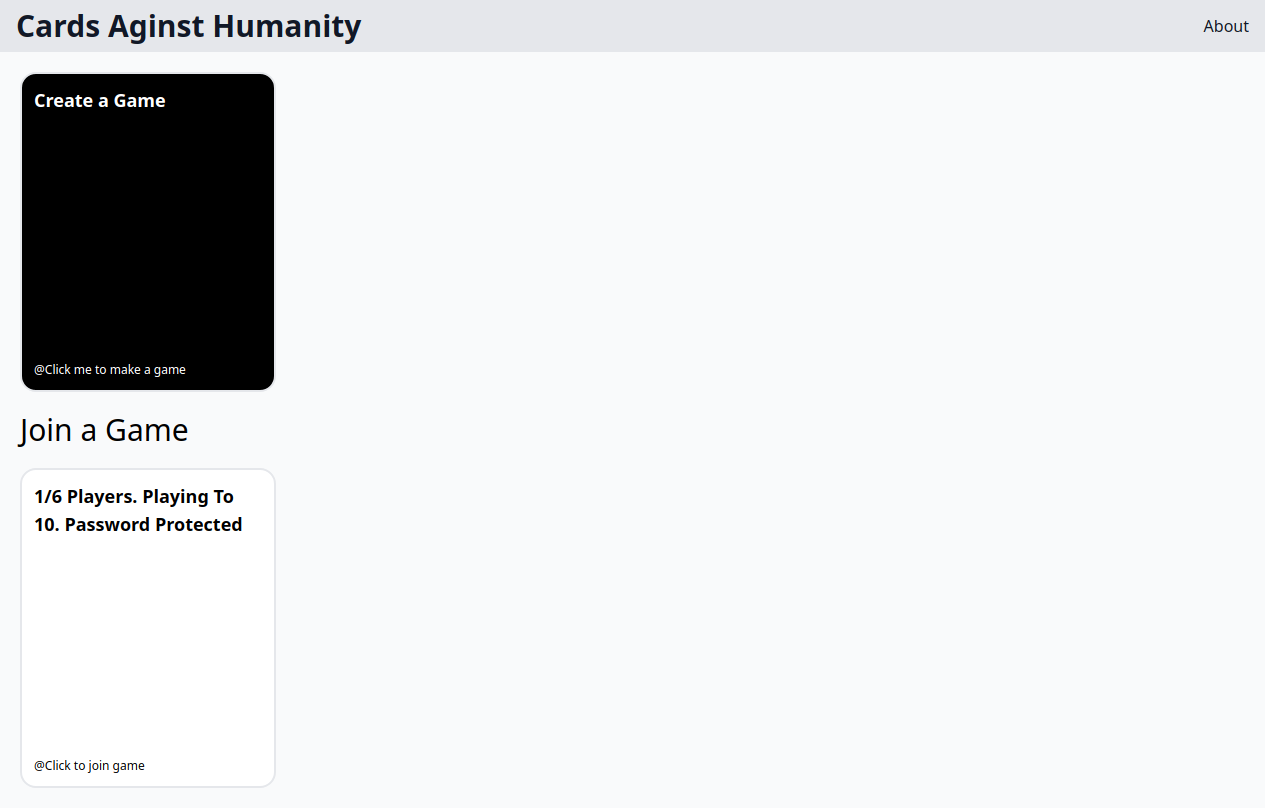 Cards Aginst Humanity
About
Create a Game
@Click me to make a game
Join a Game
1/6 Players. Playing To
10. Password Protected
@Click to join game